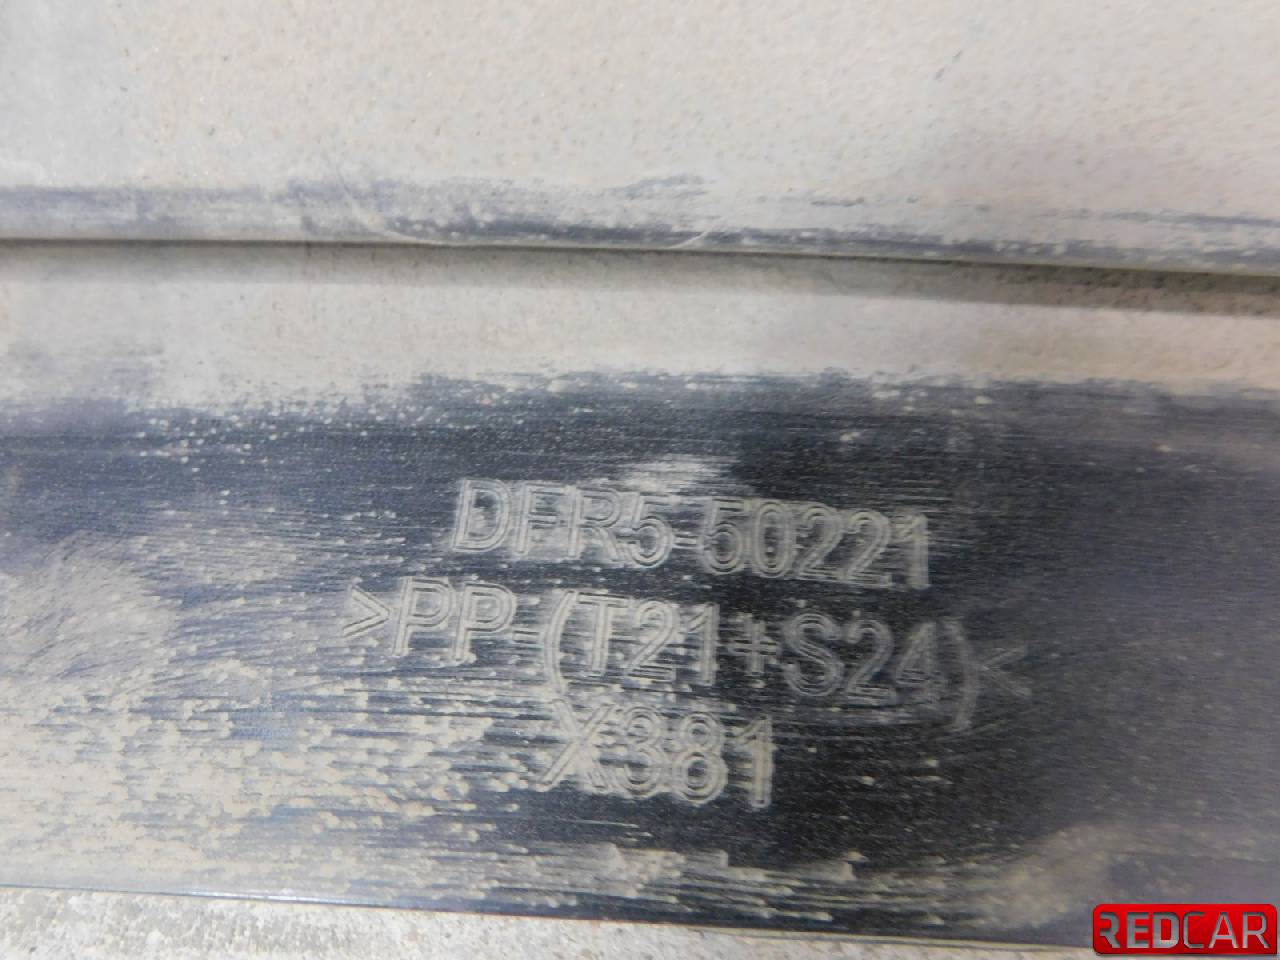 DFR5-50221
>PP-(T21+S24)<
X381
REDCAR